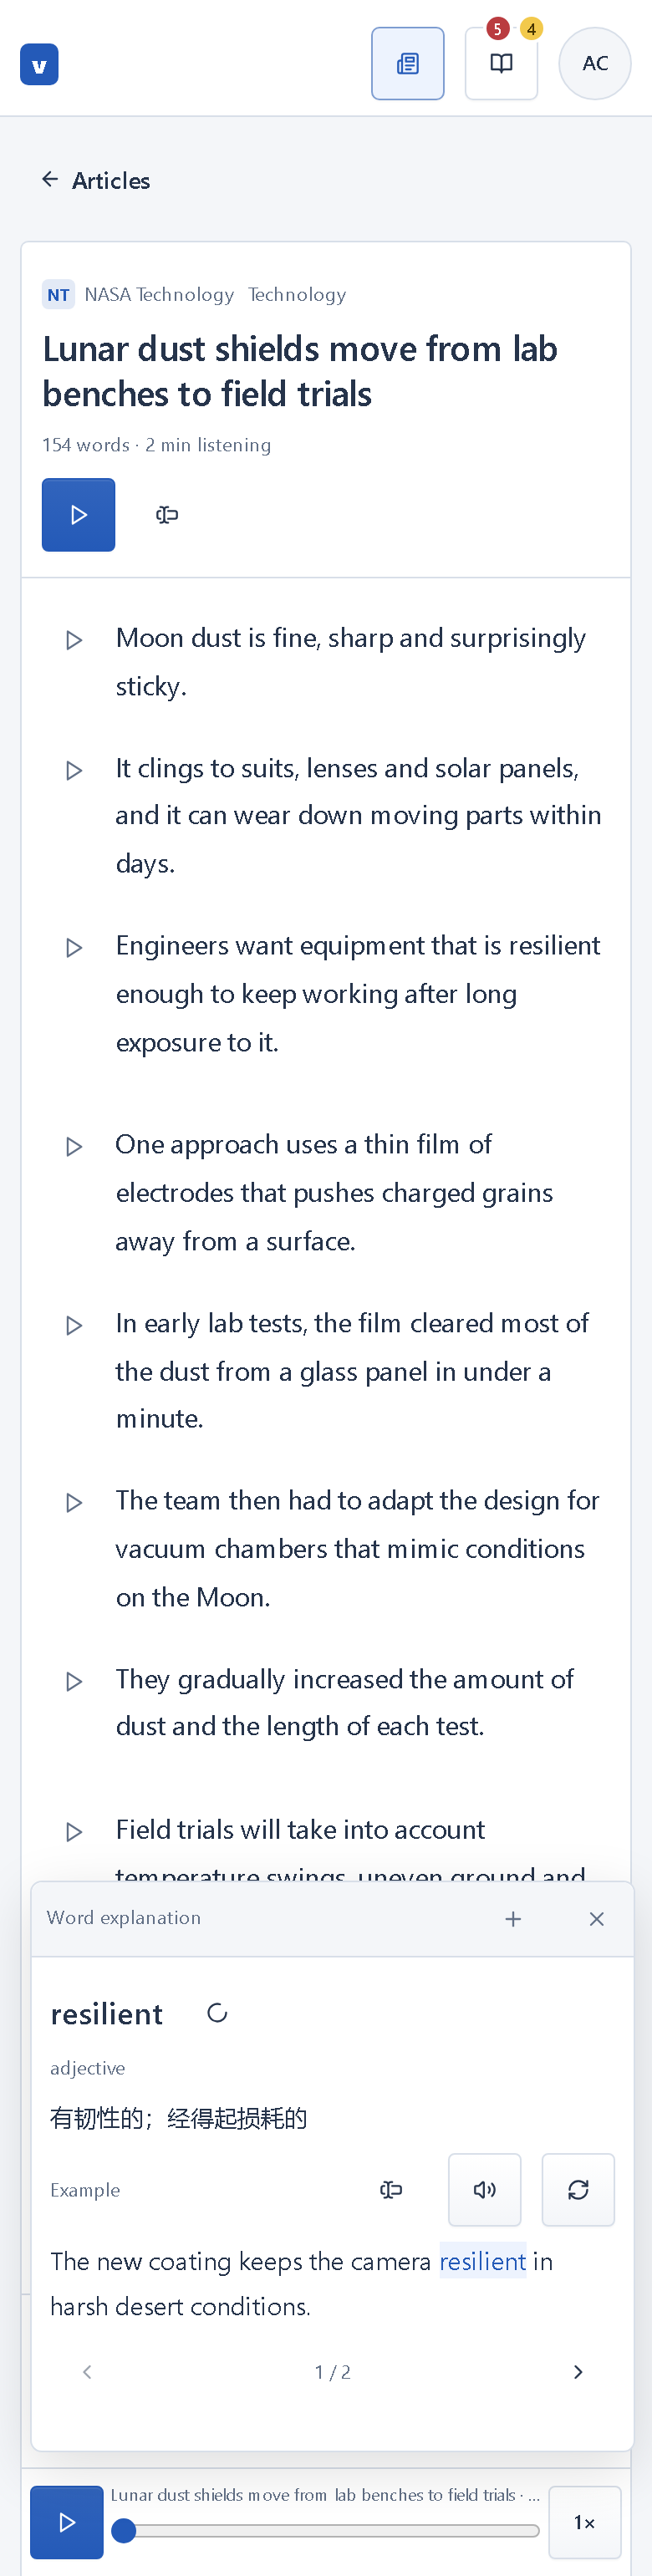 v
5
4
AC
Articles
NT NASA Technology Technology
Lunar dust shields move from lab
benches to field trials
154 words · 2 min listening
Moon dust is fine, sharp and surprisingly
sticky.
It clings to suits, lenses and solar panels,
and it can wear down moving parts within
days.
Engineers want equipment that is resilient
enough to keep working after long
exposure to it.
One approach uses a thin film of
electrodes that pushes charged grains
away from a surface.
In early lab tests, the film cleared most of
the dust from a glass panel in under a
minute.
The team then had to adapt the design for
vacuum chambers that mimic conditions
on the Moon.
They gradually increased the amount of
dust and the length of each test.
Field trials will take into account
temperature swings, uneven ground and
Word explanation
resilient
adjective
有韧性的；经得起损耗的
Example
The new coating keeps the camera resilient in
harsh desert conditions.
1 / 2
Lunar dust shields move from lab benches to field trials · ...
1×